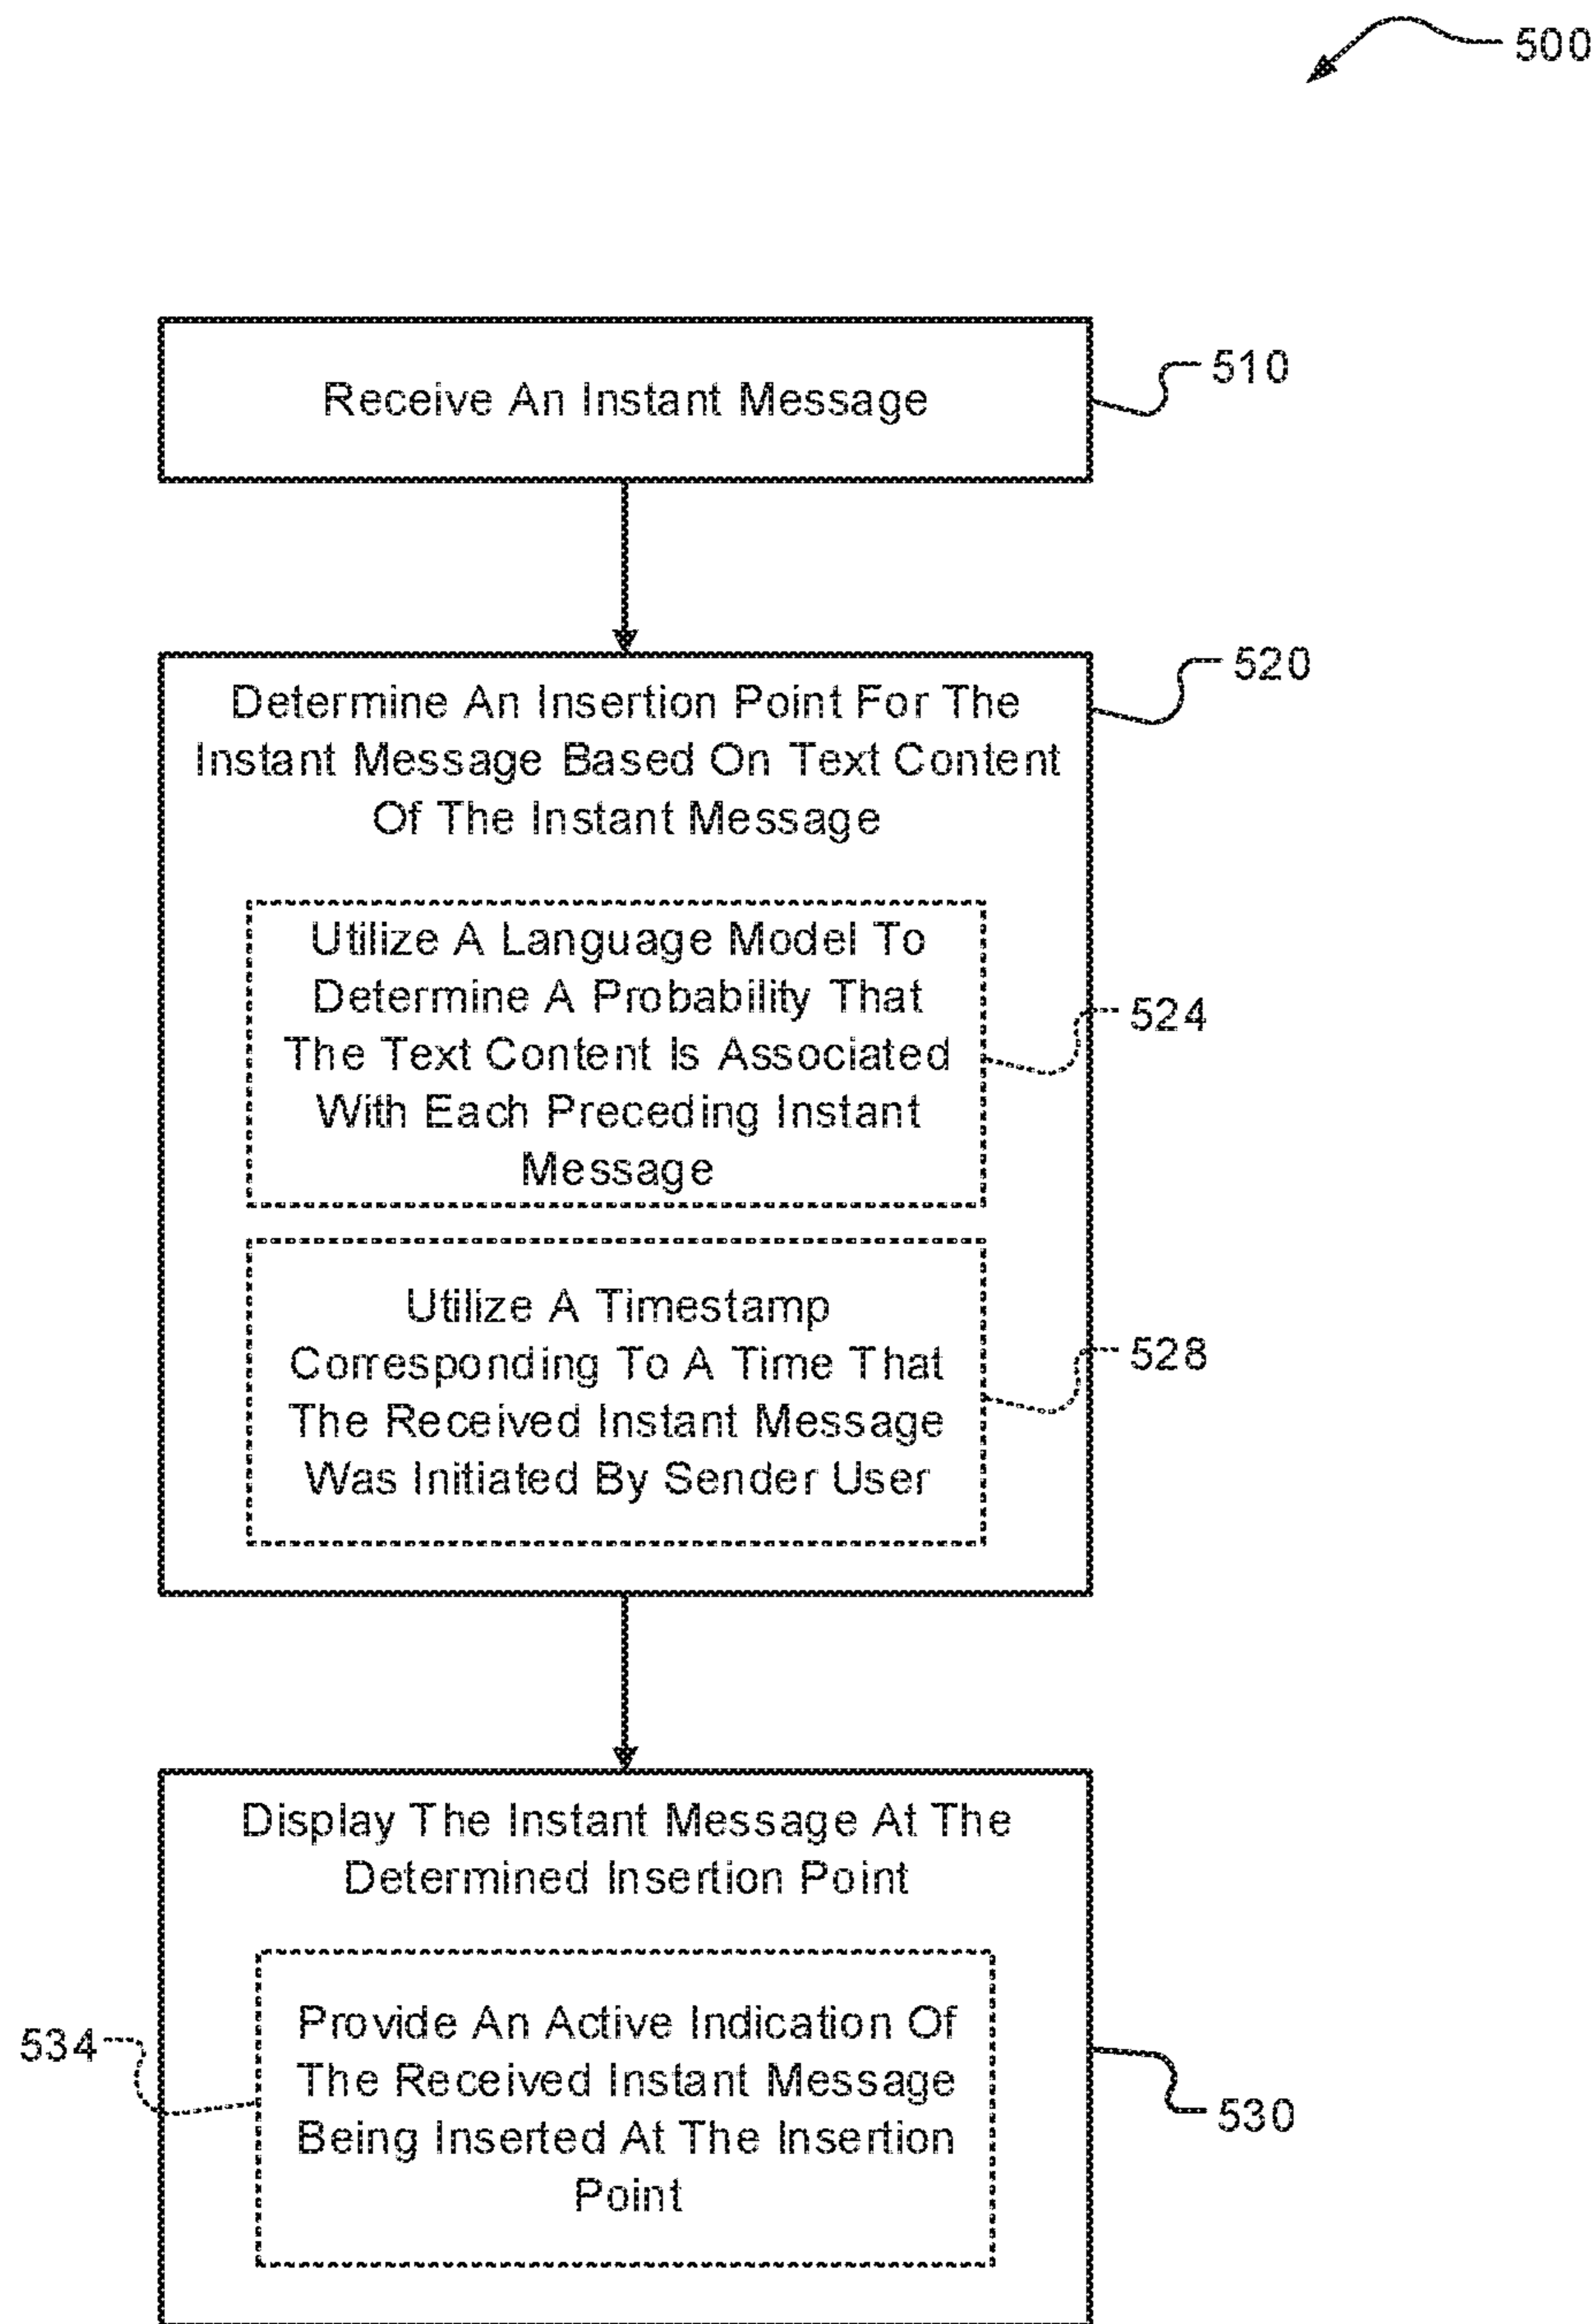 500
Receive An Instant Message
510
Determine An Insertion Point For The
Instant Message Based On Text Content
Of The Instant Message
520
Utilize A Language Model To
Determine A Probability That
The Text Content Is Associated
With Each Preceding Instant
Message
524
Utilize A Timestamp
Corresponding To A Time That
The Received Instant Message
Was Initiated By Sender User
528
Display The Instant Message At The
Determined Insertion Point
Provide An Active Indication Of
The Received Instant Message
Being Inserted At The Insertion
Point
534
530